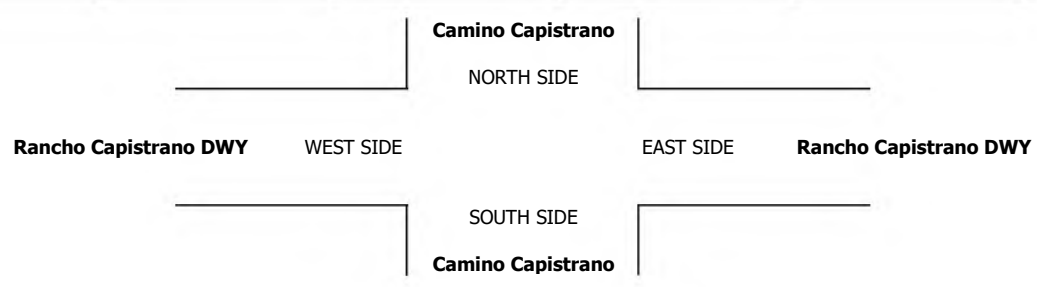 Camino Capistrano
NORTH SIDE
Rancho Capistrano DWY WEST SIDE EAST SIDE Rancho Capistrano DWY
SOUTH SIDE
Camino Capistrano